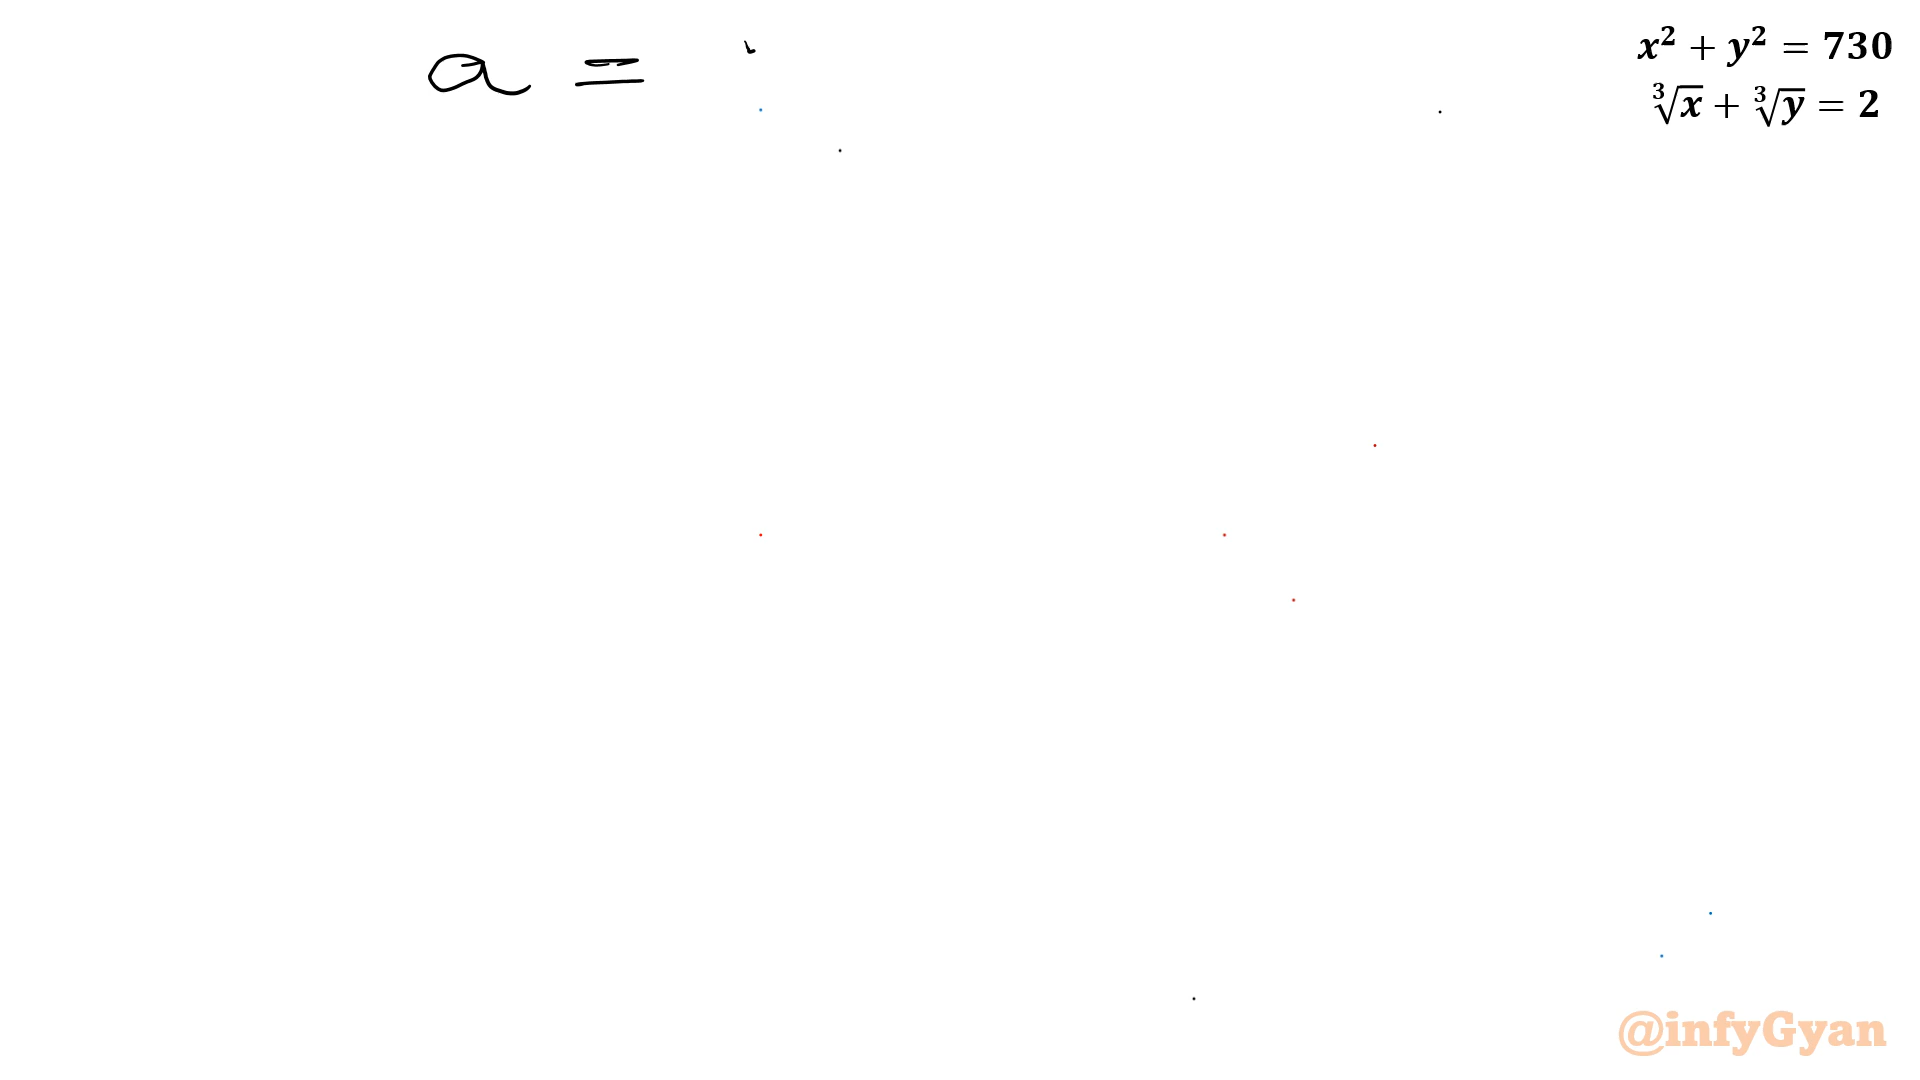 a =
x² + y² = 730
∛x + ∛y = 2
@infyGyan